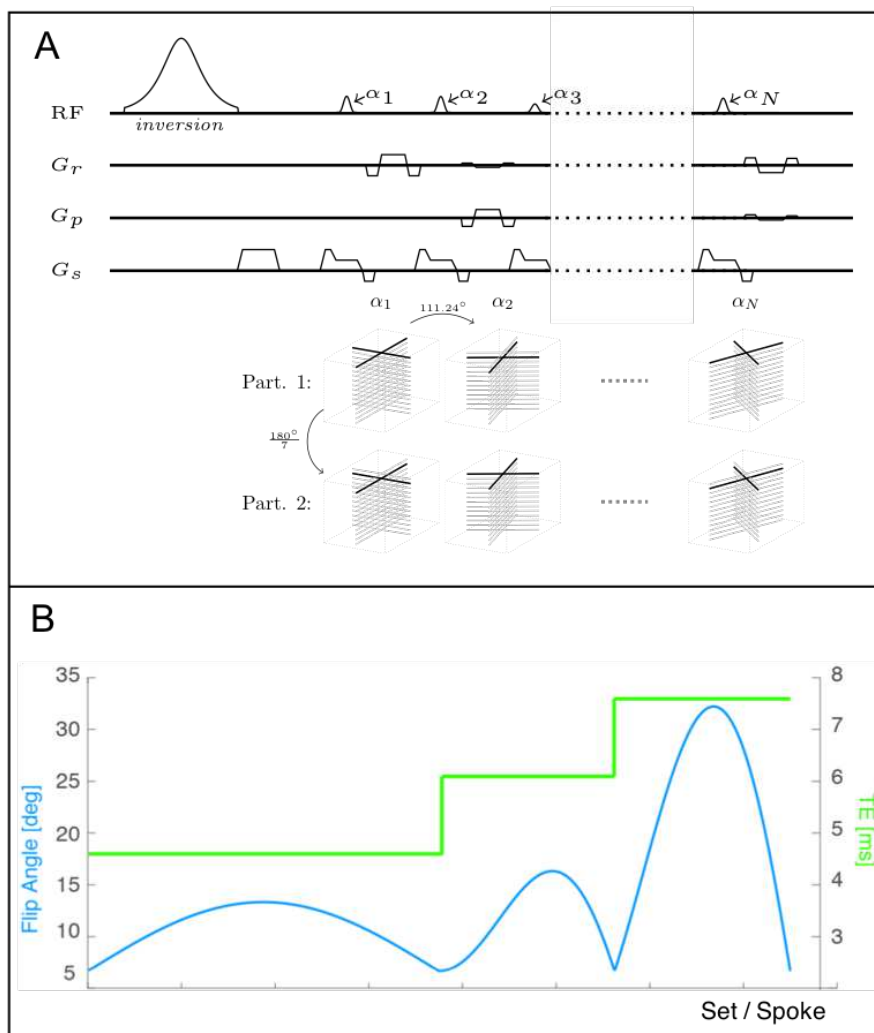 A
RF
inversion
α1
α2
α3
αN
Gr
Gp
Gs
α1
111.24°
α2
αN
Part. 1:
180°
7
Part. 2:
B
35
30
25
20
15
10
5
Flip Angle [deg]
8
7
6
5
4
3
TE [ms]
Set / Spoke